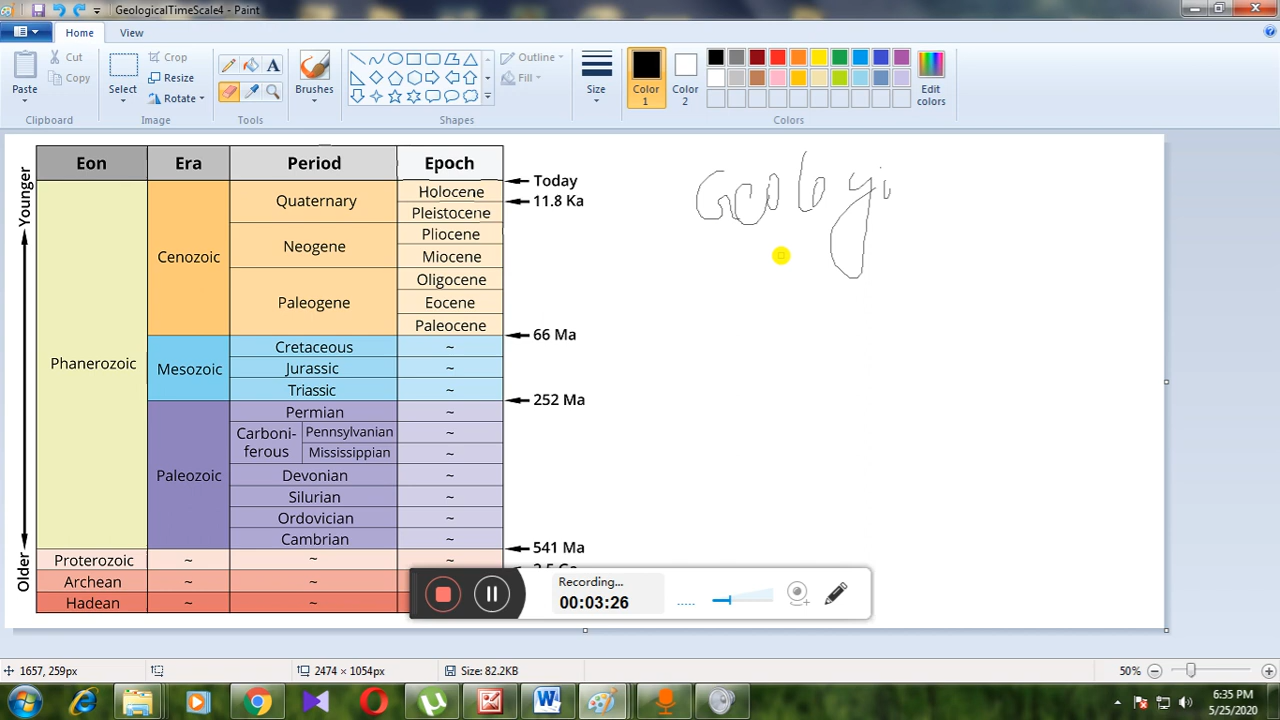 GeologicalTimeScale4 - Paint
Home View
Paste
Cut
Copy
Clipboard
Select
Crop
Resize
Rotate
Image
A
Tools
Brushes
Outline
Fill
Shapes
Size
Color 1
Color 2
Edit colors
Colors
Eon Era Period Epoch
Younger
Older
Phanerozoic
Cenozoic
Quaternary
Holocene
Pleistocene
Neogene
Pliocene
Miocene
Paleogene
Oligocene
Eocene
Paleocene
Mesozoic
Cretaceous ~
Jurassic ~
Triassic ~
Paleozoic
Permian ~
Carboni-
ferous
Pennsylvanian ~
Mississippian ~
Devonian ~
Silurian ~
Ordovician ~
Cambrian ~
Proterozoic ~ ~ ~
Archean ~ ~
Hadean ~ ~
Today
11.8 Ka
66 Ma
252 Ma
541 Ma
Geologi
Recording...
00:03:26
1657, 259px
2474 × 1054px
Size: 82.2KB
50%
6:35 PM
5/25/2020